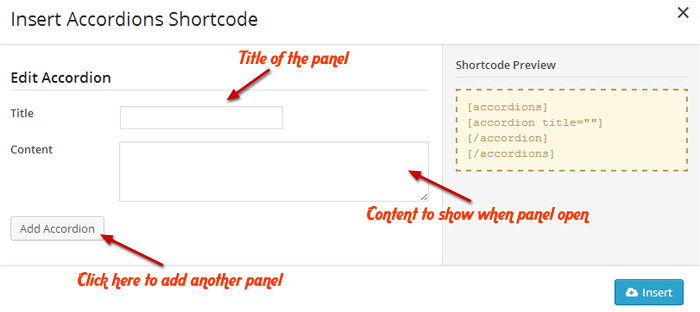 Insert Accordions Shortcode
×
Title of the panel
Edit Accordion
Title
Content
Content to show when panel open
Add Accordion
Click here to add another panel
Shortcode Preview
[accordions]
[accordion title=""]
[/accordion]
[/accordions]
Insert